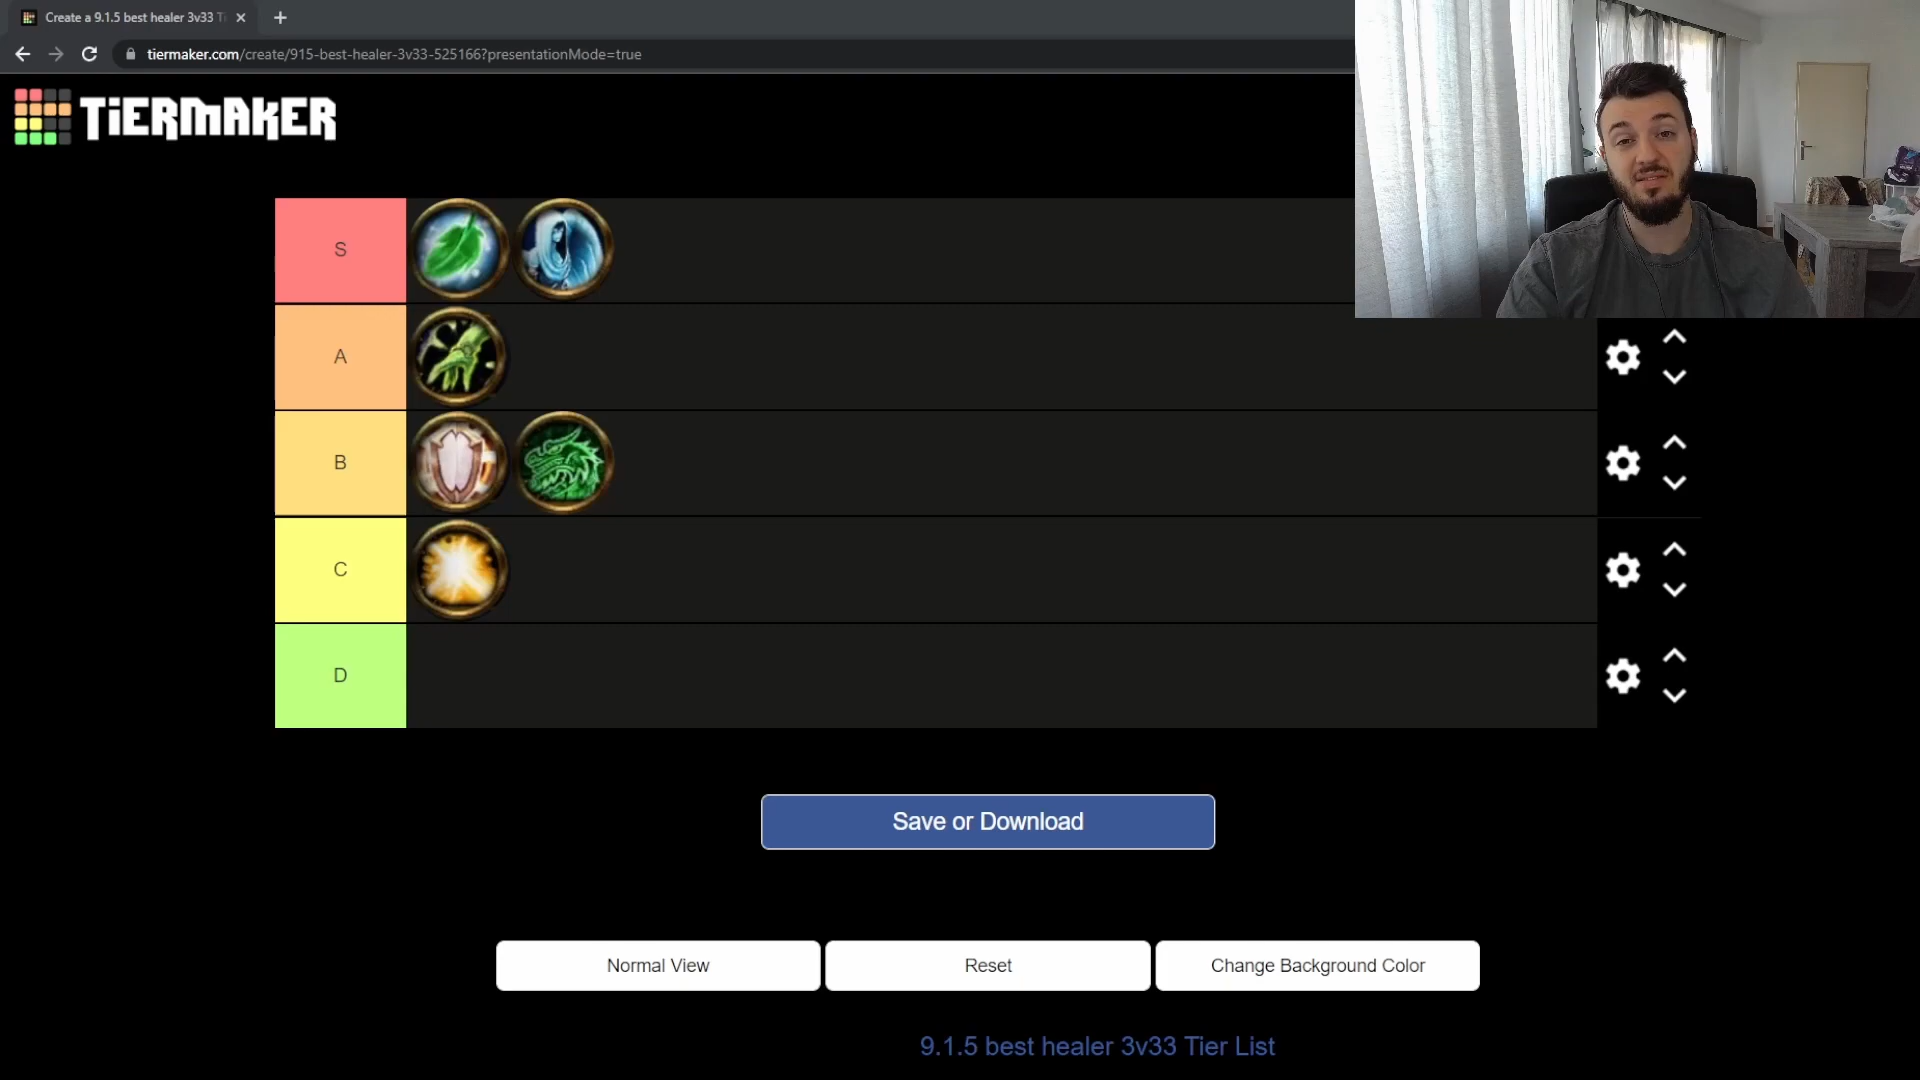 Create a 9.1.5 best healer 3v33 T
tiermaker.com/create/915-best-healer-3v33-525166?presentationMode=true
TiERMAKER
S
A
B
C
D
Save or Download
Normal View
Reset
Change Background Color
9.1.5 best healer 3v33 Tier List